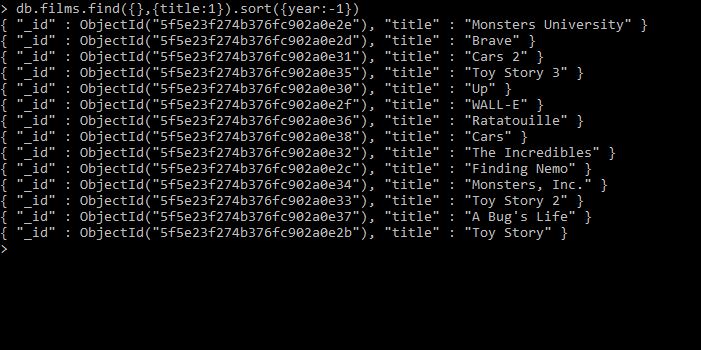 > db.films.find({},{title:1}).sort({year:-1})
{ "_id" : ObjectId("5f5e23f274b376fc902a0e2e"), "title" : "Monsters University" }
{ "_id" : ObjectId("5f5e23f274b376fc902a0e2d"), "title" : "Brave" }
{ "_id" : ObjectId("5f5e23f274b376fc902a0e31"), "title" : "Cars 2" }
{ "_id" : ObjectId("5f5e23f274b376fc902a0e35"), "title" : "Toy Story 3" }
{ "_id" : ObjectId("5f5e23f274b376fc902a0e30"), "title" : "Up" }
{ "_id" : ObjectId("5f5e23f274b376fc902a0e2f"), "title" : "WALL-E" }
{ "_id" : ObjectId("5f5e23f274b376fc902a0e36"), "title" : "Ratatouille" }
{ "_id" : ObjectId("5f5e23f274b376fc902a0e38"), "title" : "Cars" }
{ "_id" : ObjectId("5f5e23f274b376fc902a0e32"), "title" : "The Incredibles" }
{ "_id" : ObjectId("5f5e23f274b376fc902a0e2c"), "title" : "Finding Nemo" }
{ "_id" : ObjectId("5f5e23f274b376fc902a0e34"), "title" : "Monsters, Inc." }
{ "_id" : ObjectId("5f5e23f274b376fc902a0e33"), "title" : "Toy Story 2" }
{ "_id" : ObjectId("5f5e23f274b376fc902a0e37"), "title" : "A Bug's Life" }
{ "_id" : ObjectId("5f5e23f274b376fc902a0e2b"), "title" : "Toy Story" }
>